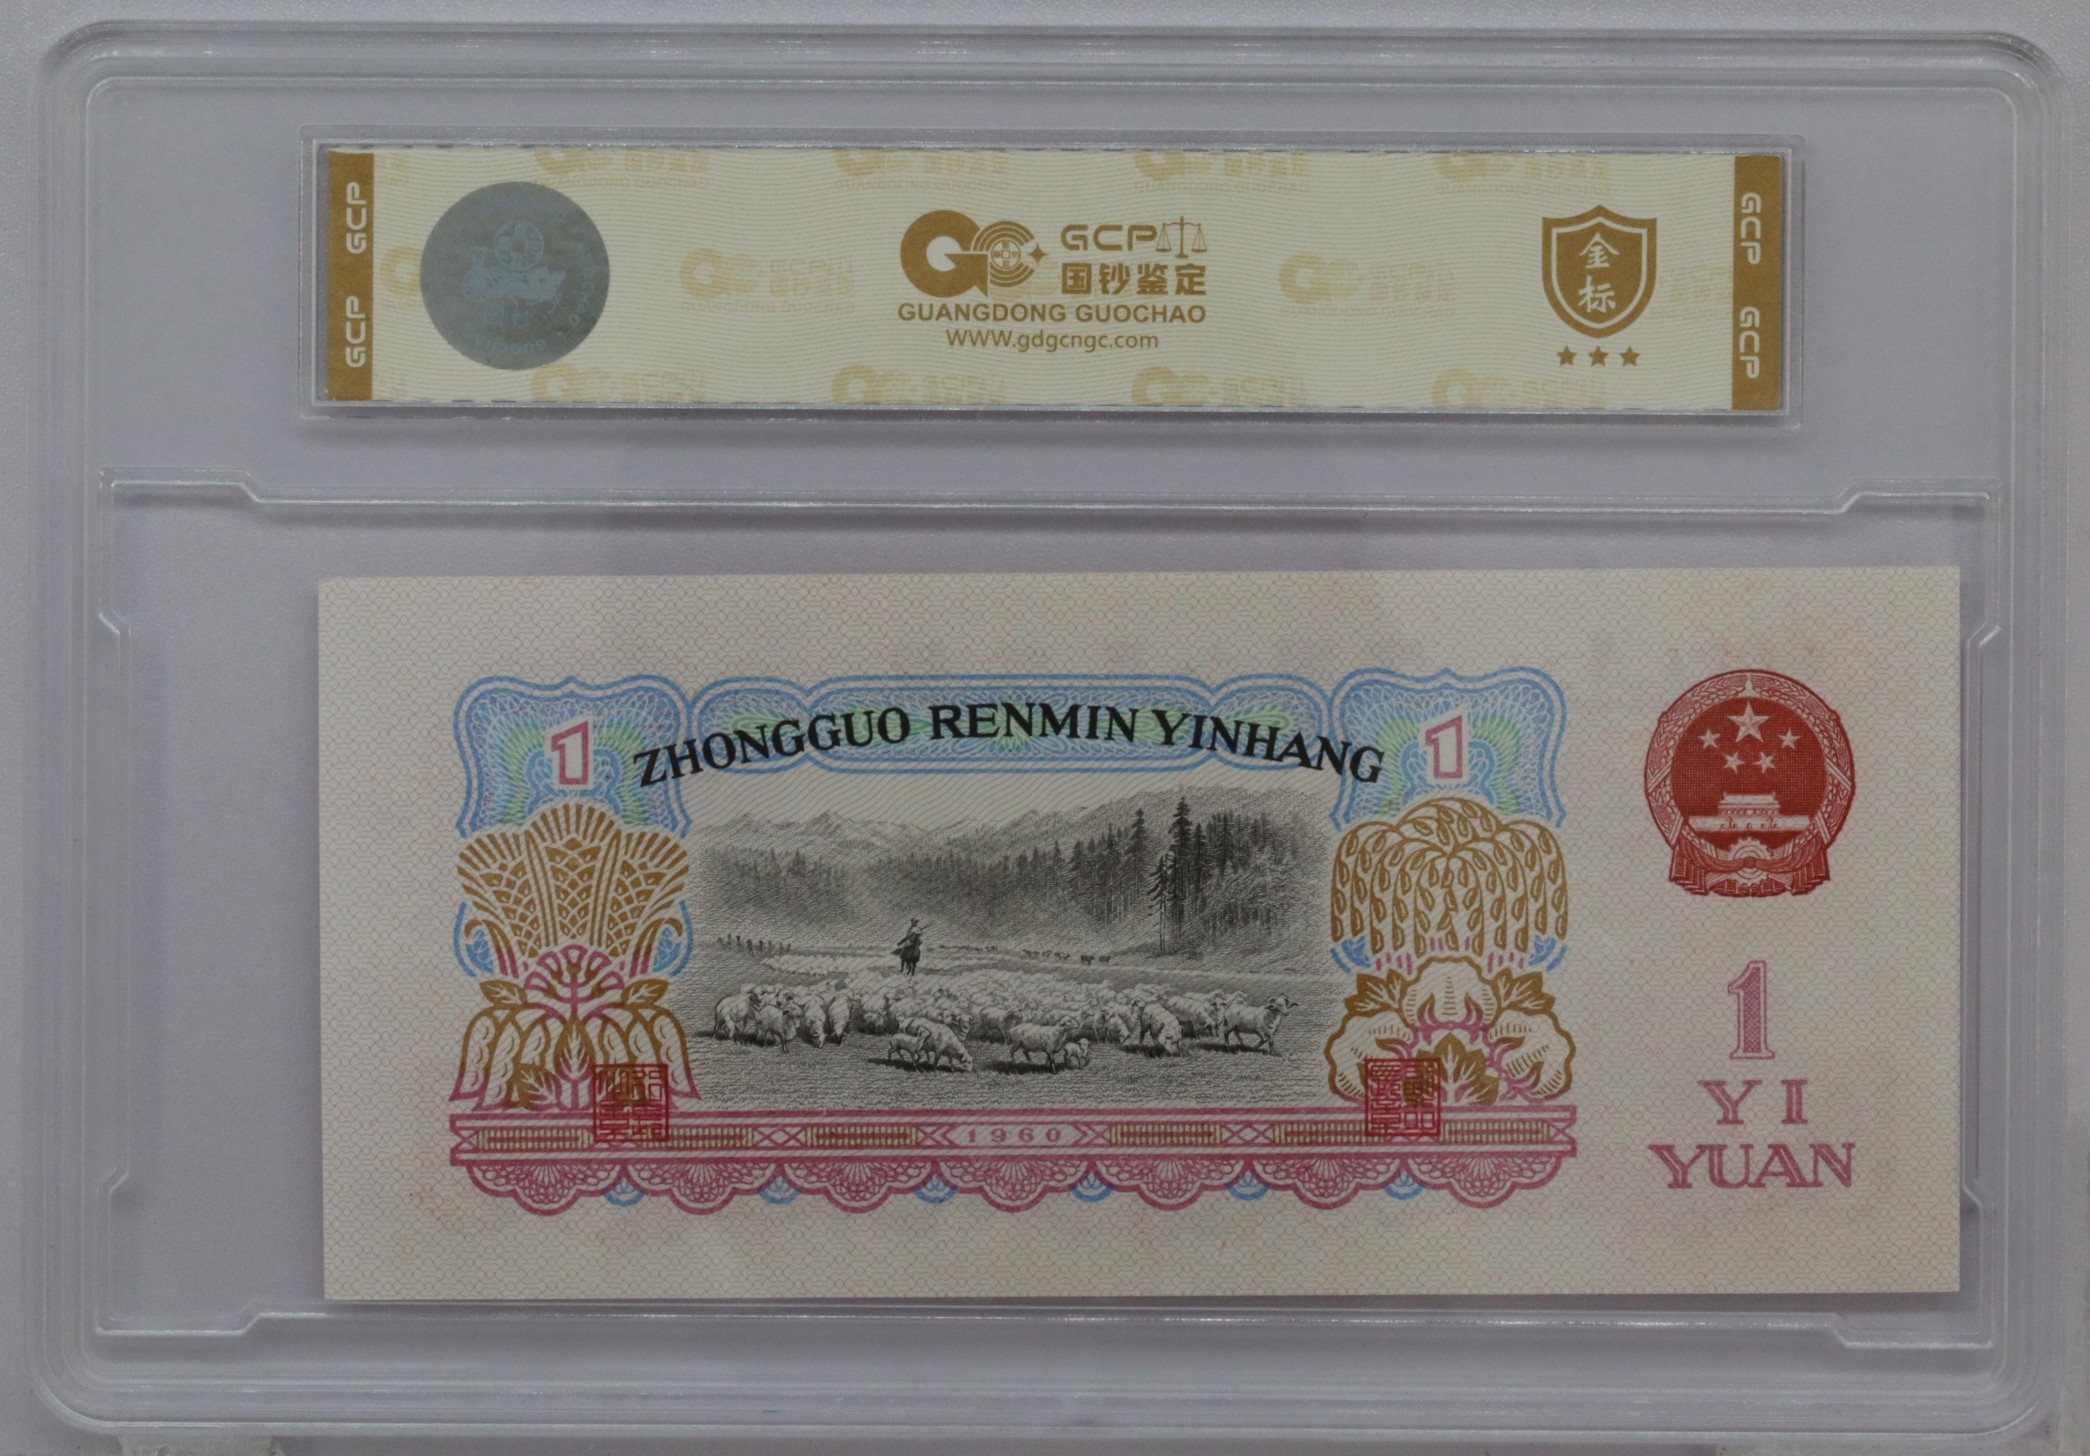 GCP GCP
GCP
国钞鉴定
GUANGDONG GUOCHAO
WWW.gdgcngc.com
金
标
GCP GCP
ZHONGGUO RENMIN YINHANG
1
1
1960
1
YI
YUAN